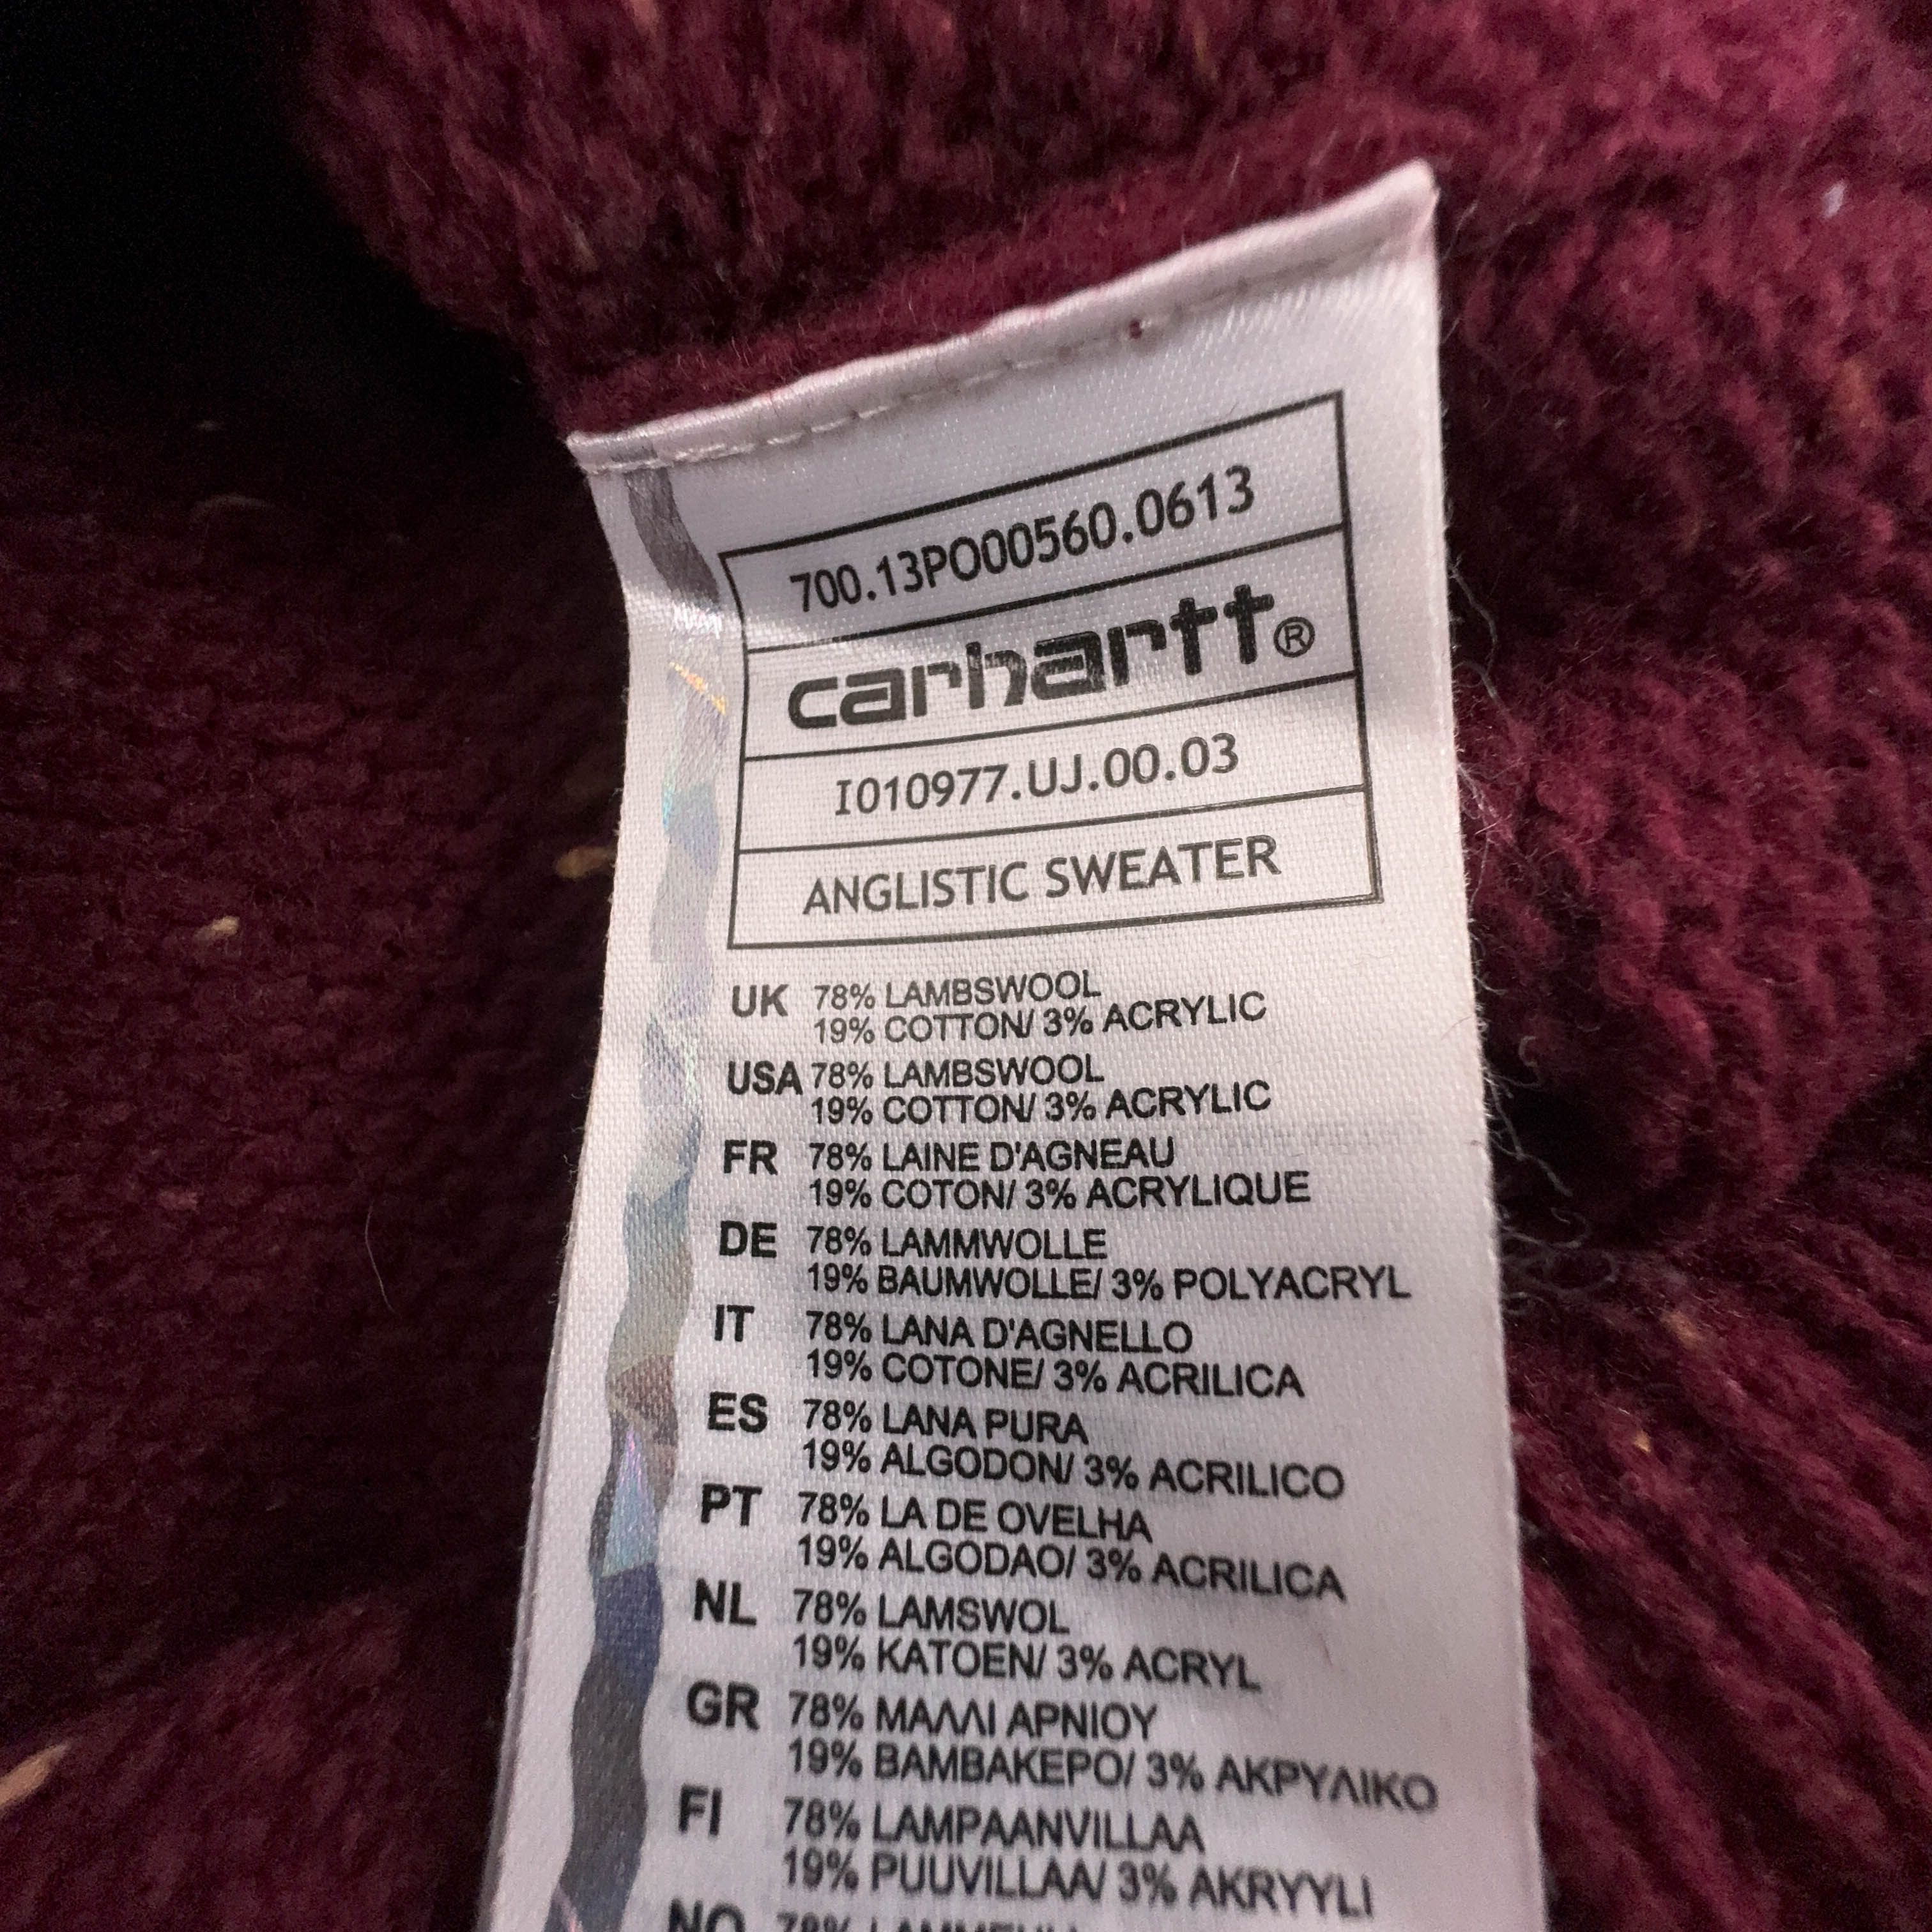 700.13PO00560.0613
carhartt®
I010977.UJ.00.03
ANGLISTIC SWEATER
UK 78% LAMBSWOOL
19% COTTON/ 3% ACRYLIC
USA 78% LAMBSWOOL
19% COTTON/ 3% ACRYLIC
FR 78% LAINE D'AGNEAU
19% COTON/ 3% ACRYLIQUE
DE 78% LAMMWOLLE
19% BAUMWOLLE/ 3% POLYACRYL
IT 78% LANA D'AGNELLO
19% COTONE/ 3% ACRILICA
ES 78% LANA PURA
19% ALGODON/ 3% ACRILICO
PT 78% LA DE OVELHA
19% ALGODAO/ 3% ACRILICA
NL 78% LAMSWOL
19% KATOEN/ 3% ACRYL
GR 78% ΜΑΛΛΙ ΑΡΝΙΟΥ
19% ΒΑΜΒΑΚΕΡΟ/ 3% ΑΚΡΥΛΙΚΟ
FI 78% LAMPAANVILLAA
19% PUUVILLAA/ 3% AKRYYLI
NO 78%